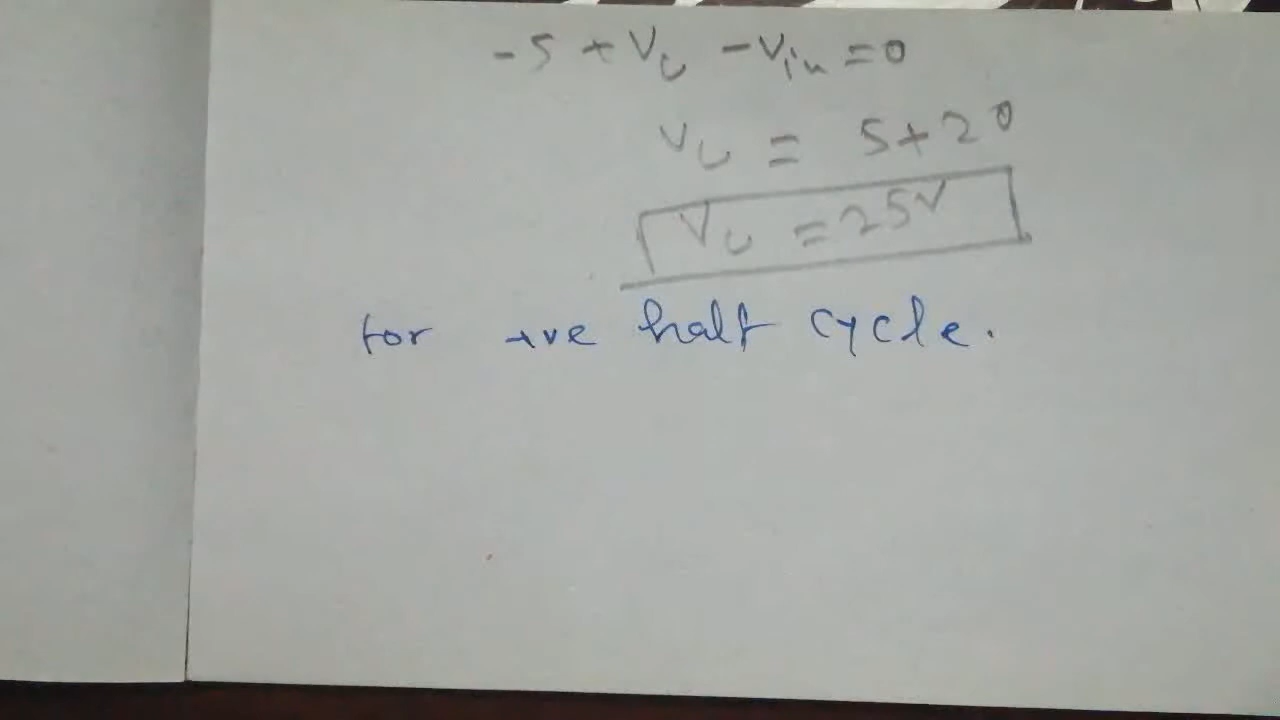 -5 + Vc - Vin = 0
Vc = 5+20
Vc = 25V
for +ve half cycle.